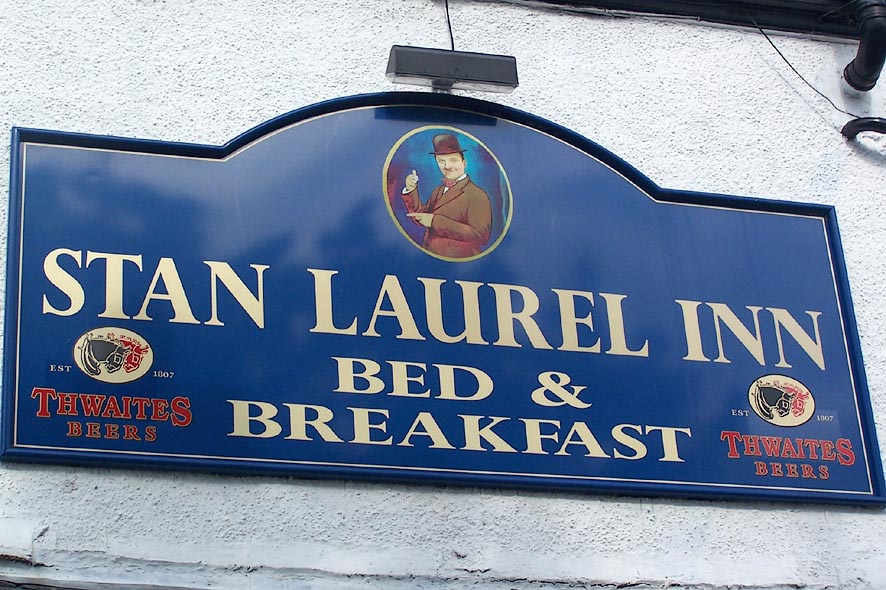 STAN LAUREL INN
BED &
BREAKFAST
EST 1807
THWAITES
BEERS
EST 1807
THWAITES
BEERS